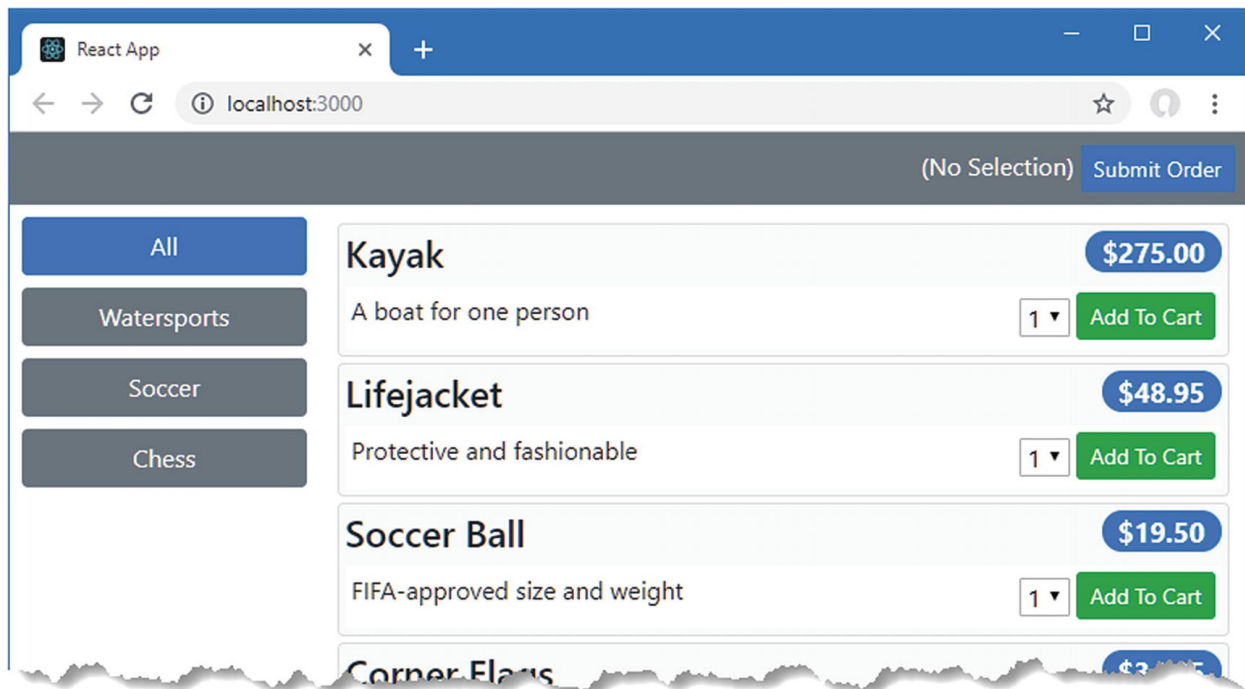 React App
localhost:3000
(No Selection) Submit Order
All
Watersports
Soccer
Chess
Kayak $275.00
A boat for one person 1 Add To Cart
Lifejacket $48.95
Protective and fashionable 1 Add To Cart
Soccer Ball $19.50
FIFA-approved size and weight 1 Add To Cart
Corner Flags